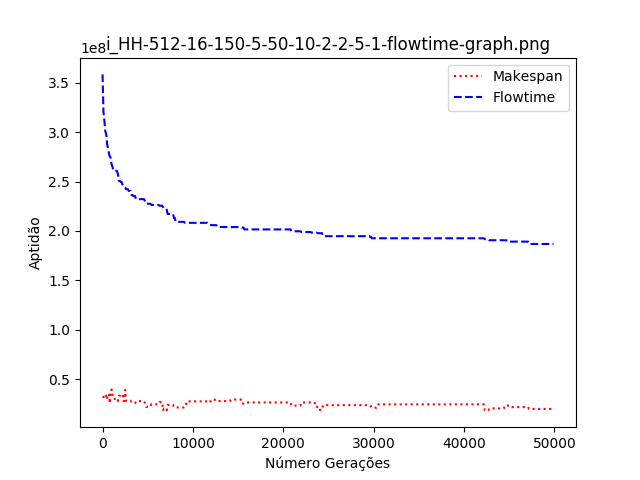 1e8
i_HH-512-16-150-5-50-10-2-2-5-1-flowtime-graph.png
Makespan
Flowtime
3.5
3.0
2.5
2.0
1.5
1.0
0.5
Aptidão
0 10000 20000 30000 40000 50000
Número Gerações